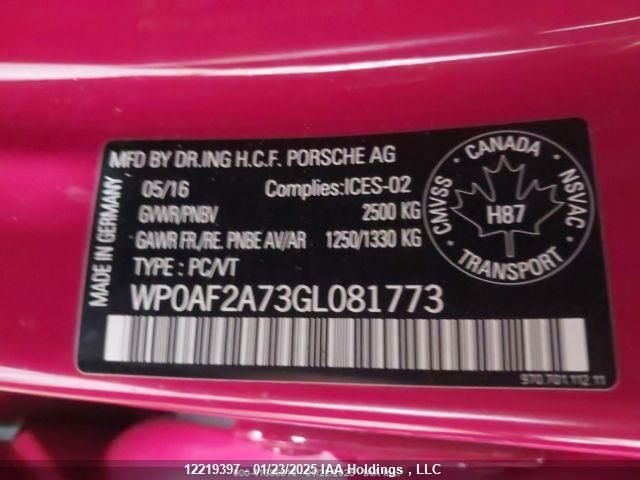 MFD BY DR.ING H.C.F. PORSCHE AG
05/16 Complies:ICES-02
GVWR/PNBV 2500 KG
GAWR FR./RE. PNBE AV/AR 1250/1330 KG
TYPE : PC/VT
WP0AF2A73GL081773
MADE IN GERMANY
CANADA
CMVSS
NSVAC
H87
TRANSPORT
970.701.112.11
12219397 - 01/23/2025 IAA Holdings , LLC